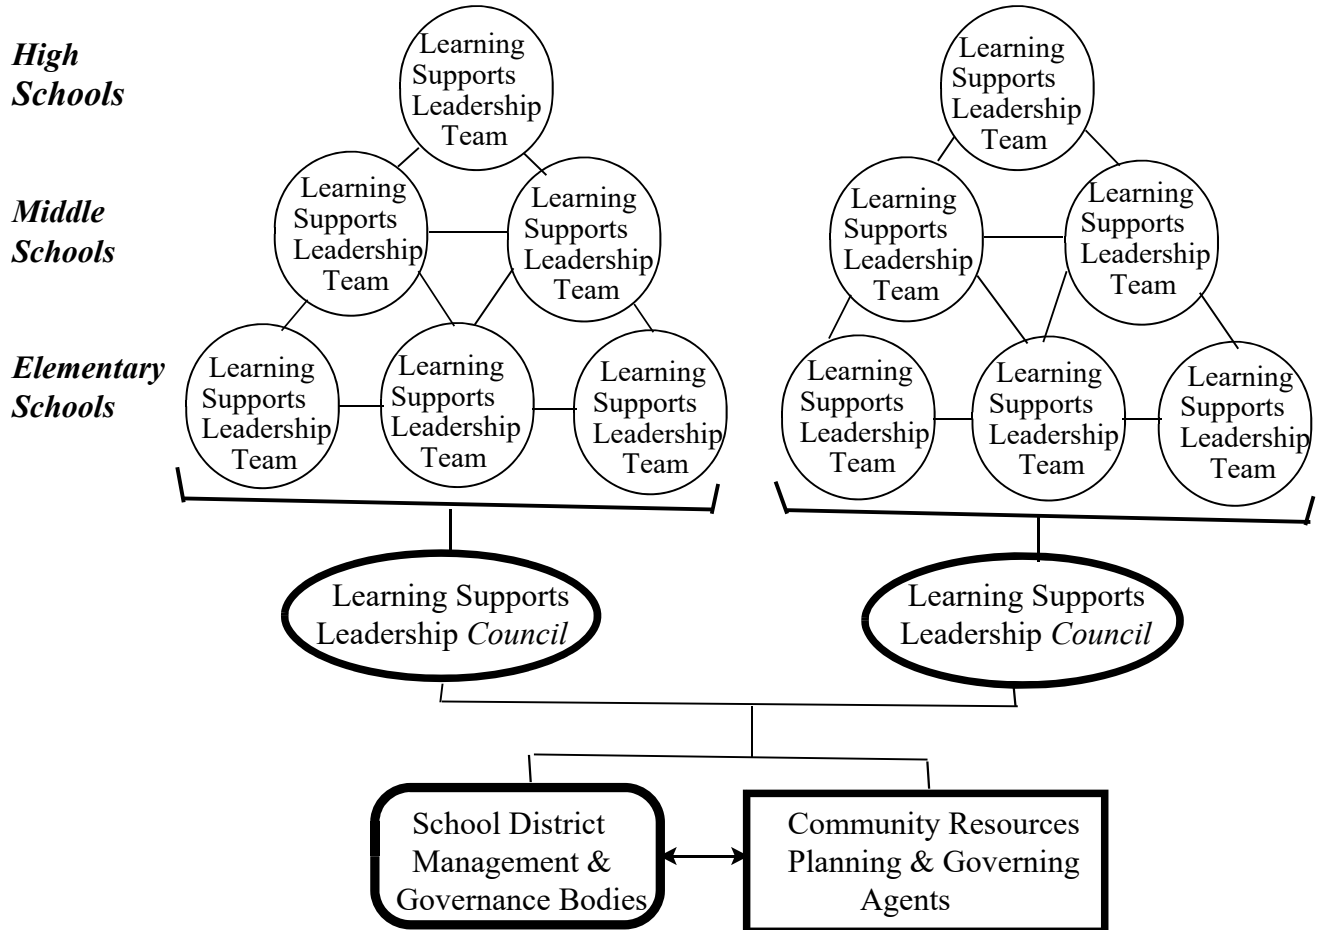 High
Schools
Learning
Supports
Leadership
Team
Learning
Supports
Leadership
Team
Middle
Schools
Learning
Supports
Leadership
Team
Learning
Supports
Leadership
Team
Learning
Supports
Leadership
Team
Learning
Supports
Leadership
Team
Elementary
Schools
Learning
Supports
Leadership
Team
Learning
Supports
Leadership
Team
Learning
Supports
Leadership
Team
Learning
Supports
Leadership
Team
Learning
Supports
Leadership
Team
Learning
Supports
Leadership
Team
Learning Supports
Leadership Council
Learning Supports
Leadership Council
School District
Management &
Governance Bodies
Community Resources
Planning & Governing
Agents